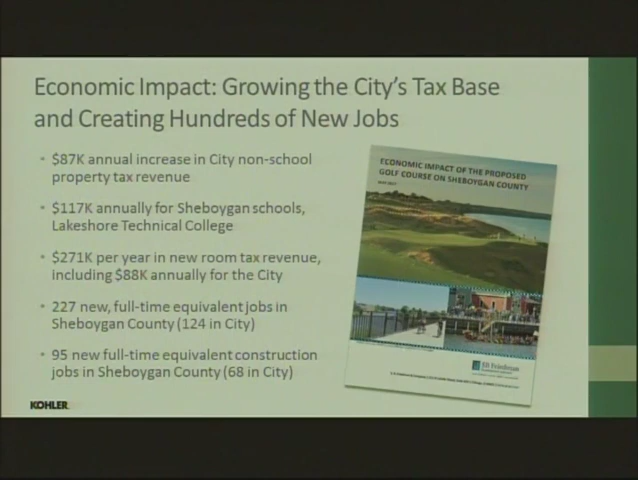 Economic Impact: Growing the City's Tax Base
and Creating Hundreds of New Jobs
• $87K annual increase in City non-school
property tax revenue
• $117K annually for Sheboygan schools,
Lakeshore Technical College
• $271K per year in new room tax revenue,
including $88K annually for the City
• 227 new, full-time equivalent jobs in
Sheboygan County (124 in City)
• 95 new full-time equivalent construction
jobs in Sheboygan County (68 in City)
KOHLER
ECONOMIC IMPACT OF THE PROPOSED
GOLF COURSE ON SHEBOYGAN COUNTY
SB Friedman